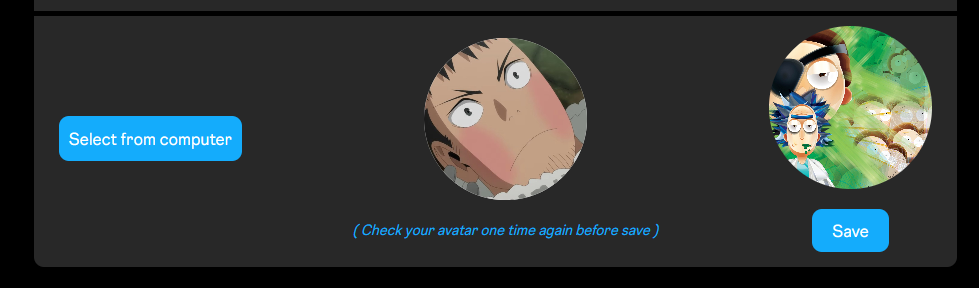 Select from computer
( Check your avatar one time again before save )
Save